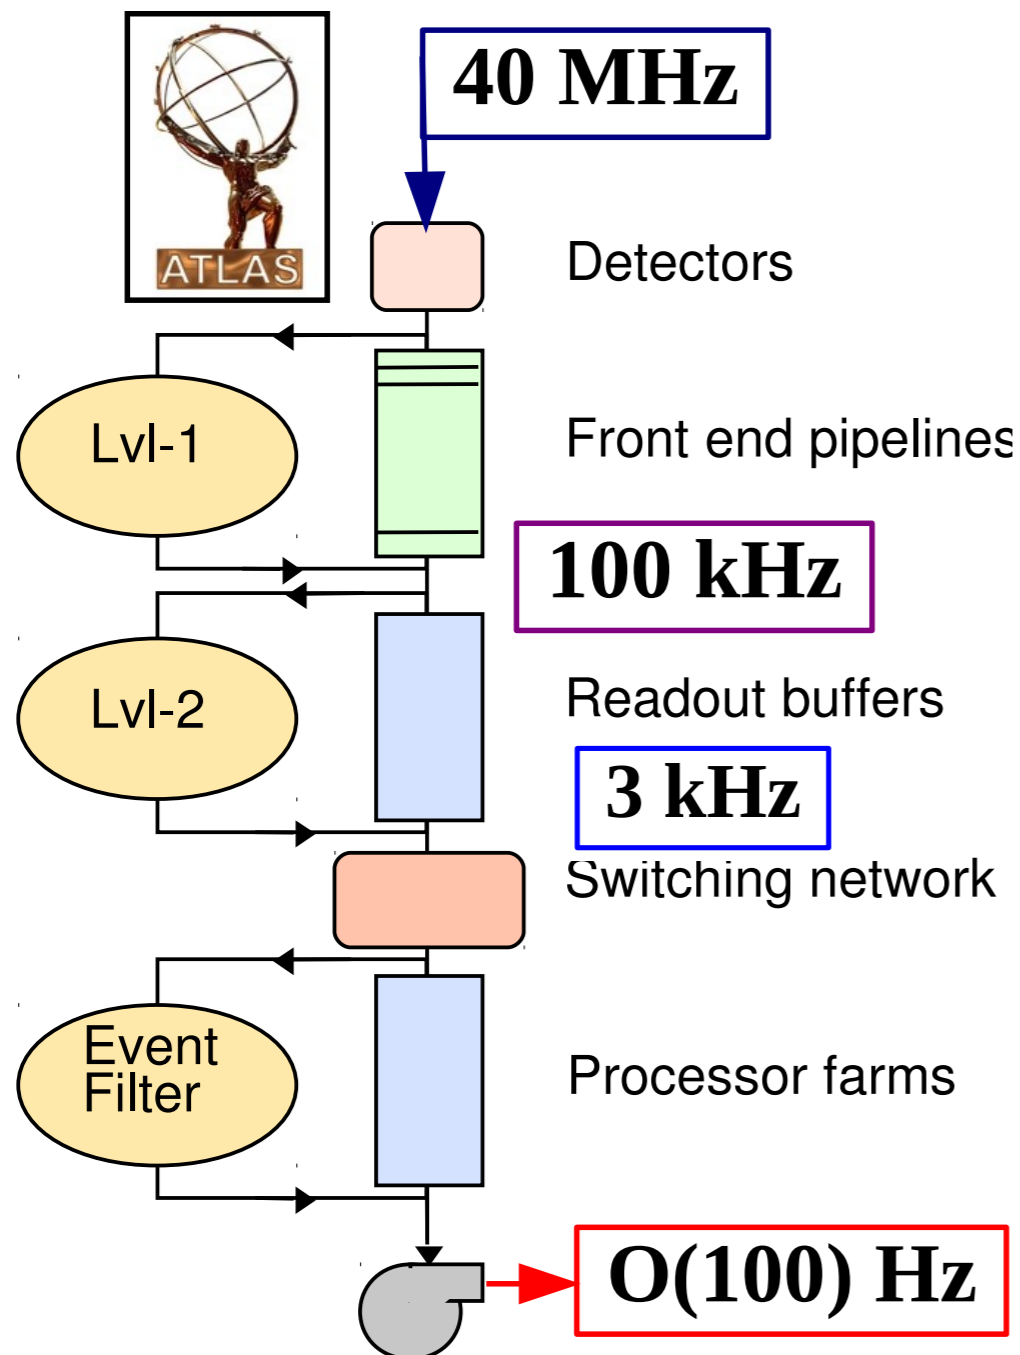 40 MHz
ATLAS
Detectors
Lvl-1
Front end pipelines
100 kHz
Lvl-2
Readout buffers
3 kHz
Switching network
Event
Filter
Processor farms
O(100) Hz